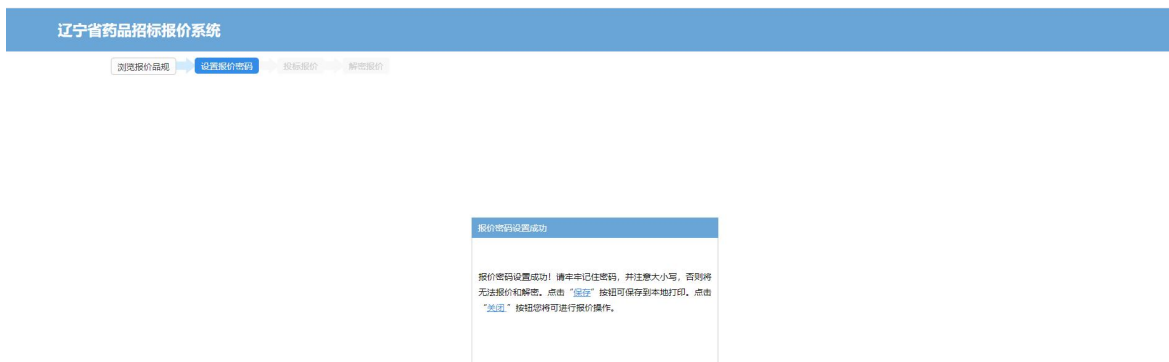 辽宁省药品招标报价系统
浏览报价品规 设置报价密码 投标报价 解密报价
报价密码设置成功
报价密码设置成功！请牢牢记住密码，并注意大小写，否则将
无法报价和解密。点击“保存”按钮可保存到本地打印。点击
“关闭 ”按钮您将可进行报价操作。